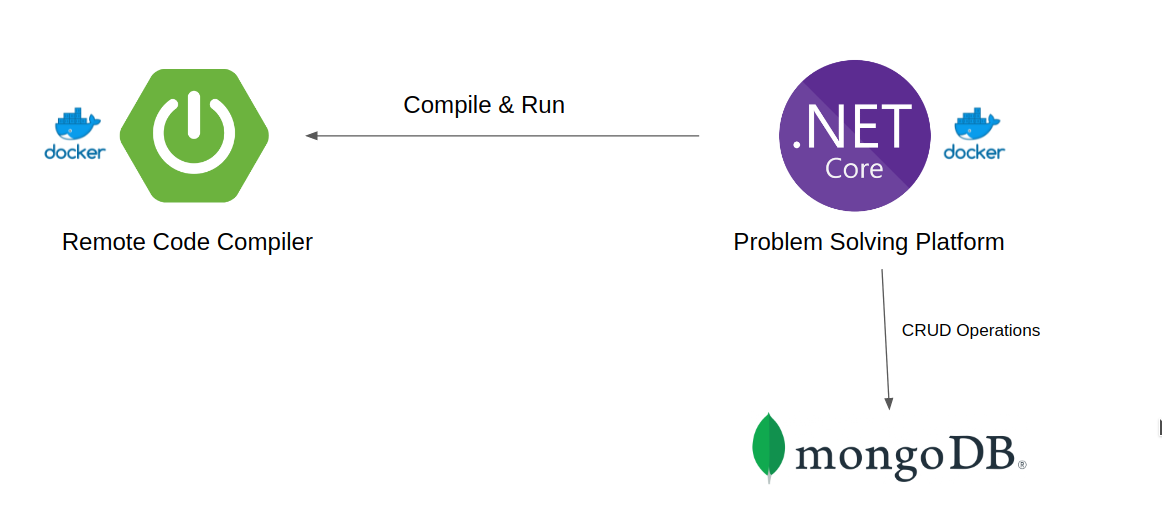 docker
Compile & Run
.NET
Core
docker
Remote Code Compiler
Problem Solving Platform
CRUD Operations
mongoDB®